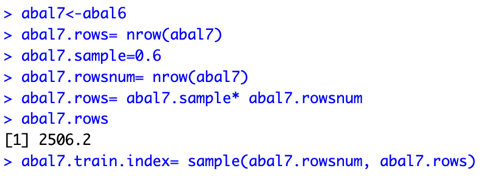 > abal7<-abal6
> abal7.rows= nrow(abal7)
> abal7.sample=0.6
> abal7.rowsnum= nrow(abal7)
> abal7.rows= abal7.sample* abal7.rowsnum
> abal7.rows
[1] 2506.2
> abal7.train.index= sample(abal7.rowsnum, abal7.rows)